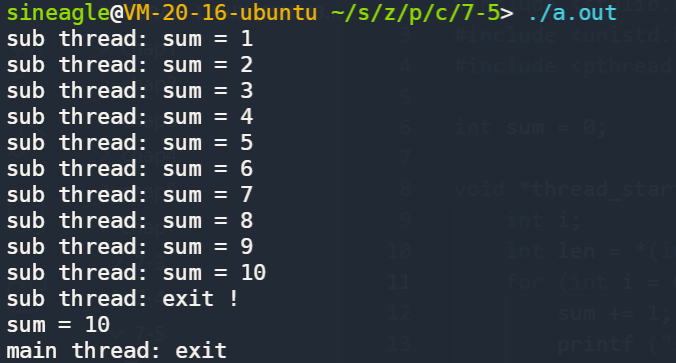 sineagle@VM-20-16-ubuntu ~/s/z/p/c/7-5> ./a.out
sub thread: sum = 1
sub thread: sum = 2
sub thread: sum = 3
sub thread: sum = 4
sub thread: sum = 5
sub thread: sum = 6
sub thread: sum = 7
sub thread: sum = 8
sub thread: sum = 9
sub thread: sum = 10
sub thread: exit !
sum = 10
main thread: exit